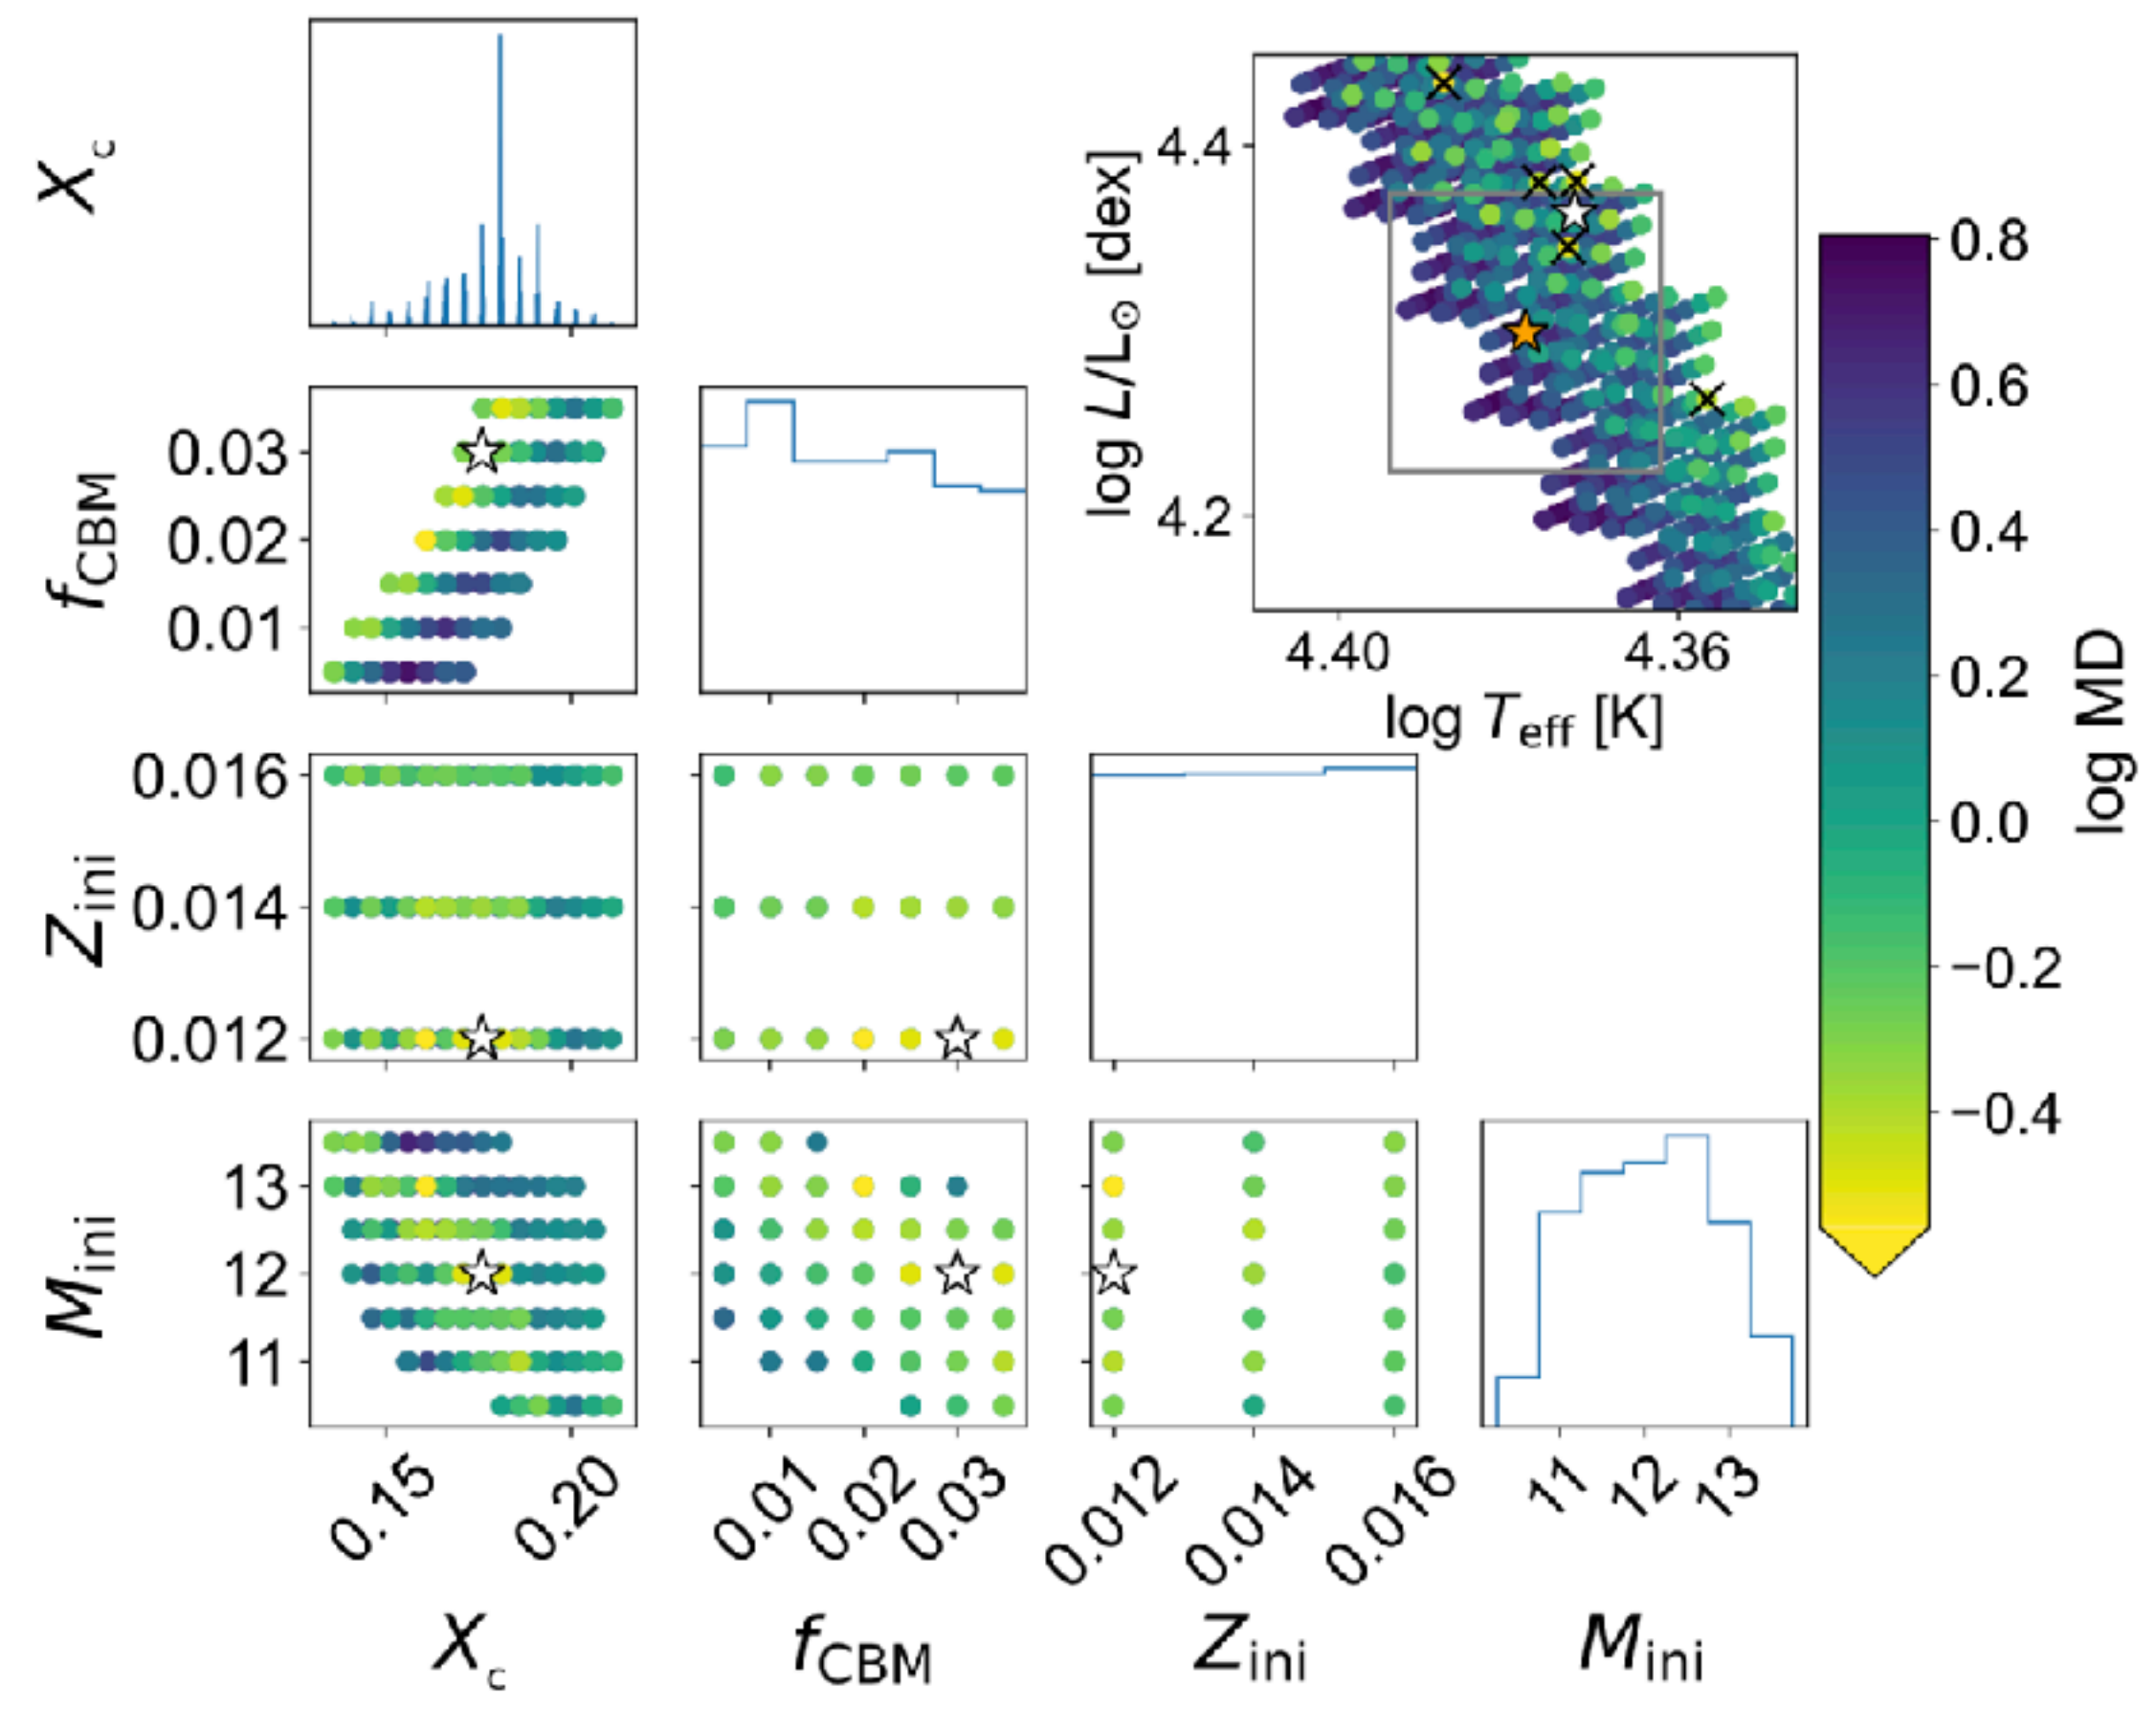 X_c
f_CBM
0.03
0.02
0.01
Z_ini
0.016
0.014
0.012
M_ini
13
12
11
0.15
0.20
X_c
0.01
0.02
0.03
f_CBM
0.012
0.014
0.016
Z_ini
11
12
13
M_ini
log L/L⊙ [dex]
4.4
4.2
4.40
4.36
log T_eff [K]
0.8
0.6
0.4
0.2
0.0
−0.2
−0.4
log MD